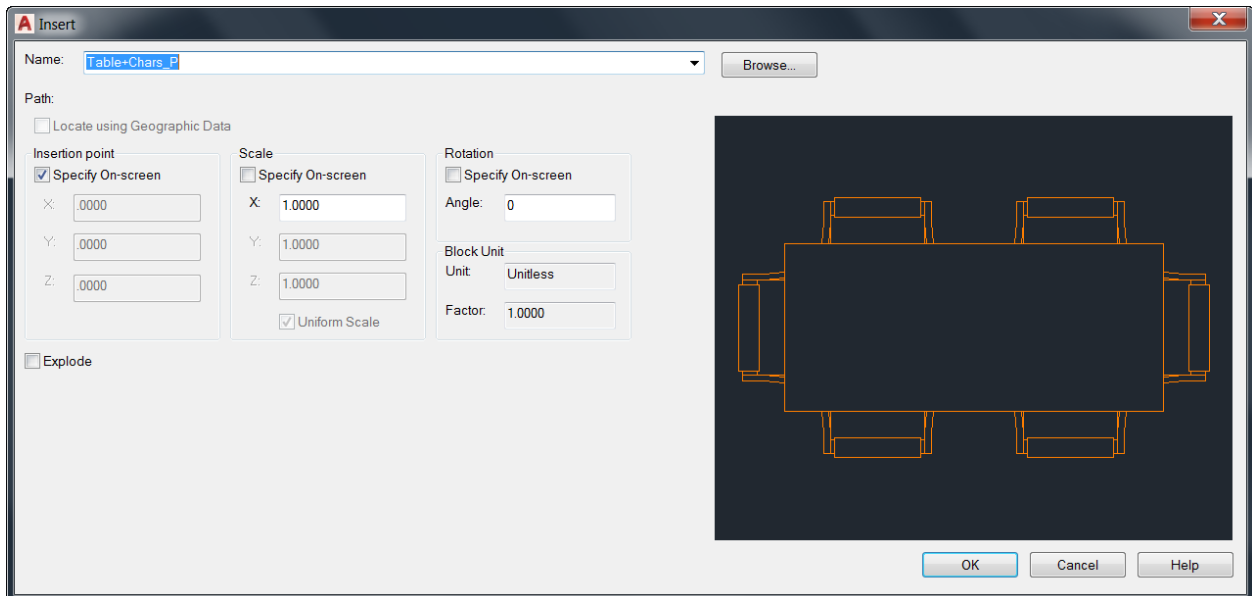 Insert
Name: Table+Chars_P Browse...
Path:
Locate using Geographic Data
Insertion point
Specify On-screen
X: .0000
Y: .0000
Z: .0000
Scale
Specify On-screen
X: 1.0000
Y: 1.0000
Z: 1.0000
Uniform Scale
Rotation
Specify On-screen
Angle: 0
Block Unit
Unit: Unitless
Factor: 1.0000
Explode
OK Cancel Help